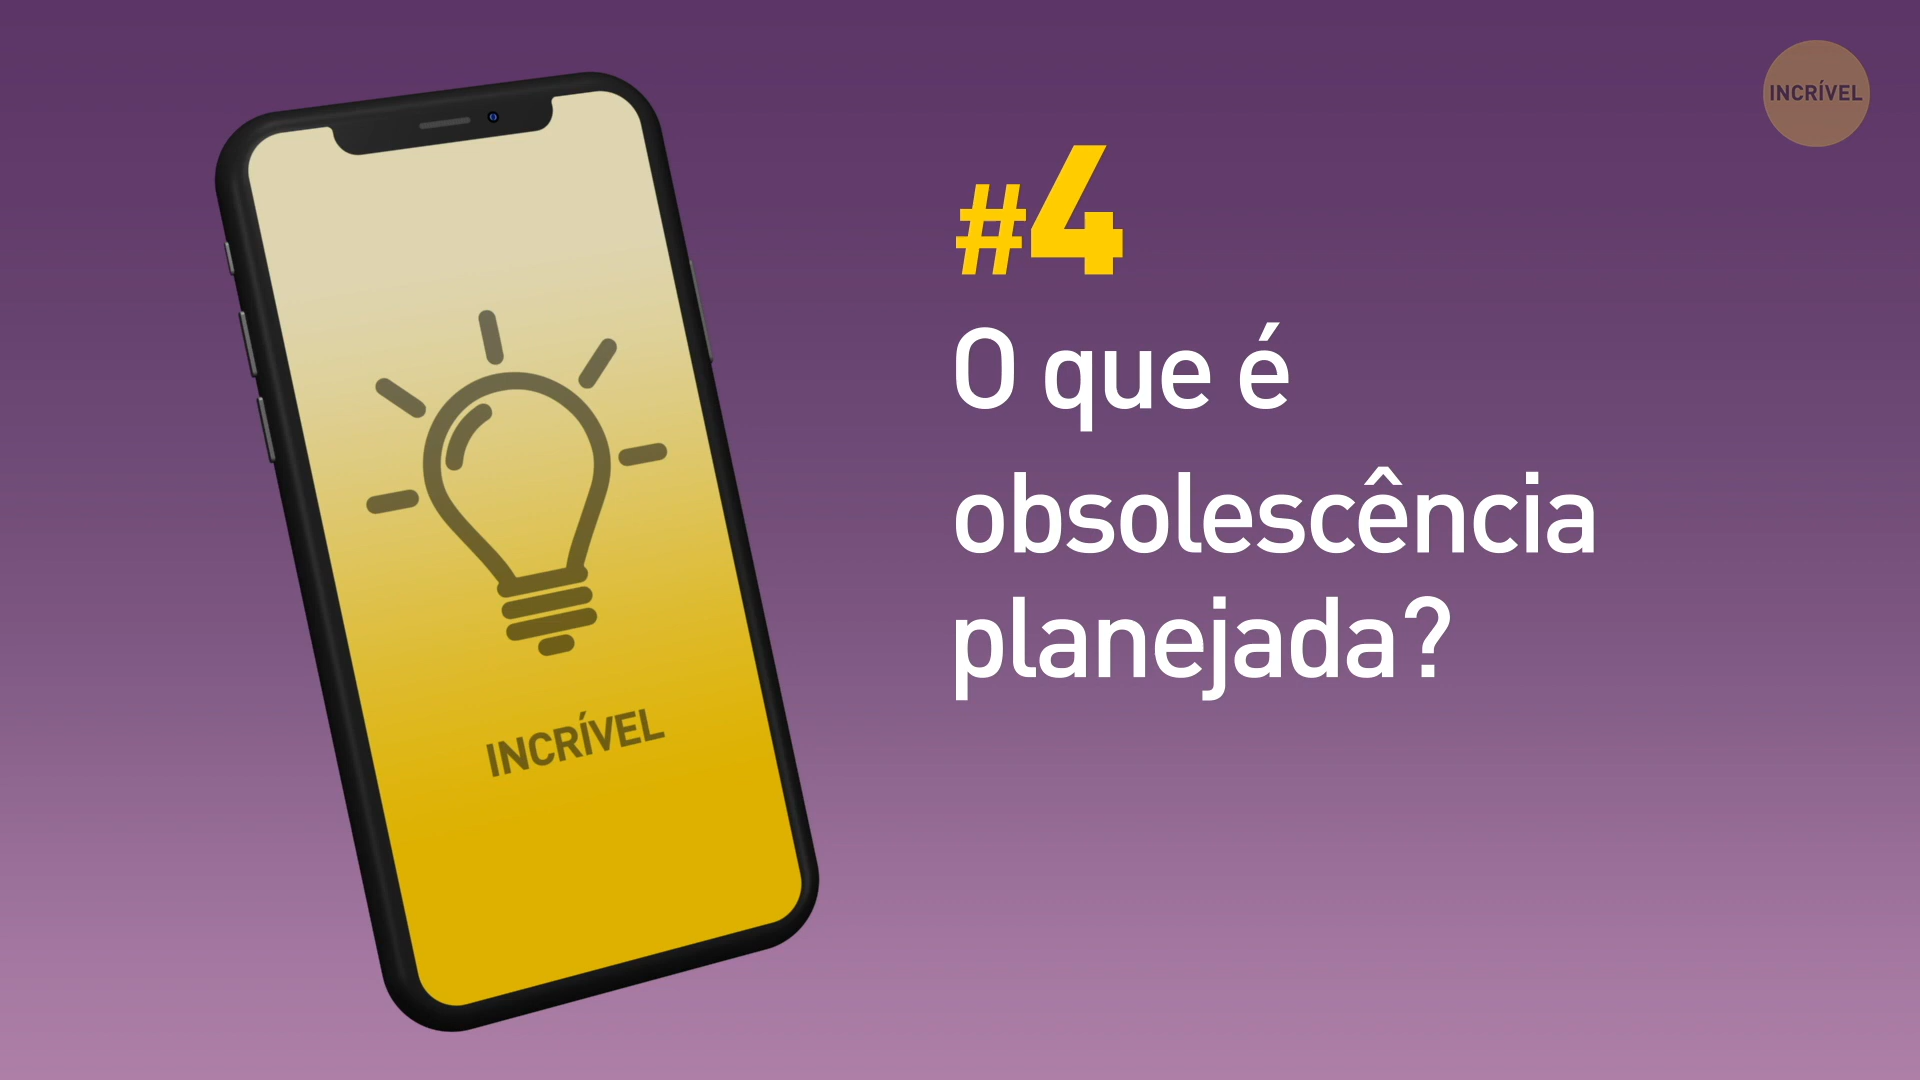 INCRÍVEL
#4
O que é
obsolescência
planejada?
INCRÍVEL